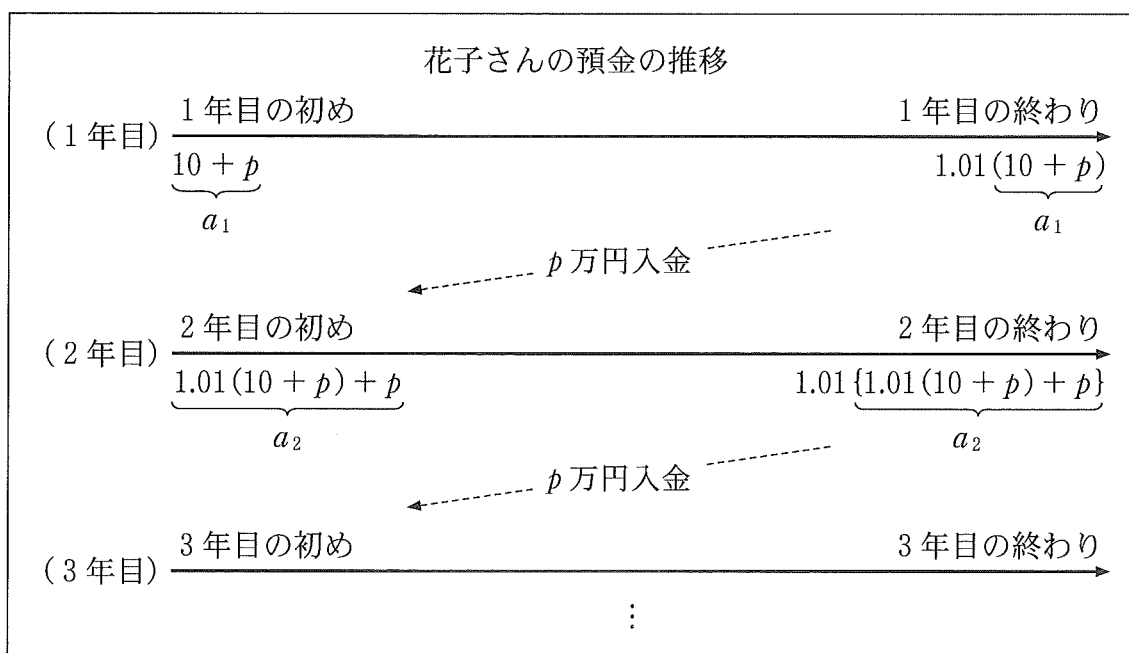 花子さんの預金の推移
1年目の初め 1年目の終わり
(1年目)
10 + p 1.01(10 + p)
a₁ a₁
p万円入金
2年目の初め 2年目の終わり
(2年目)
1.01(10 + p) + p 1.01{1.01(10 + p) + p}
a₂ a₂
p万円入金
3年目の初め 3年目の終わり
(3年目)
⋮